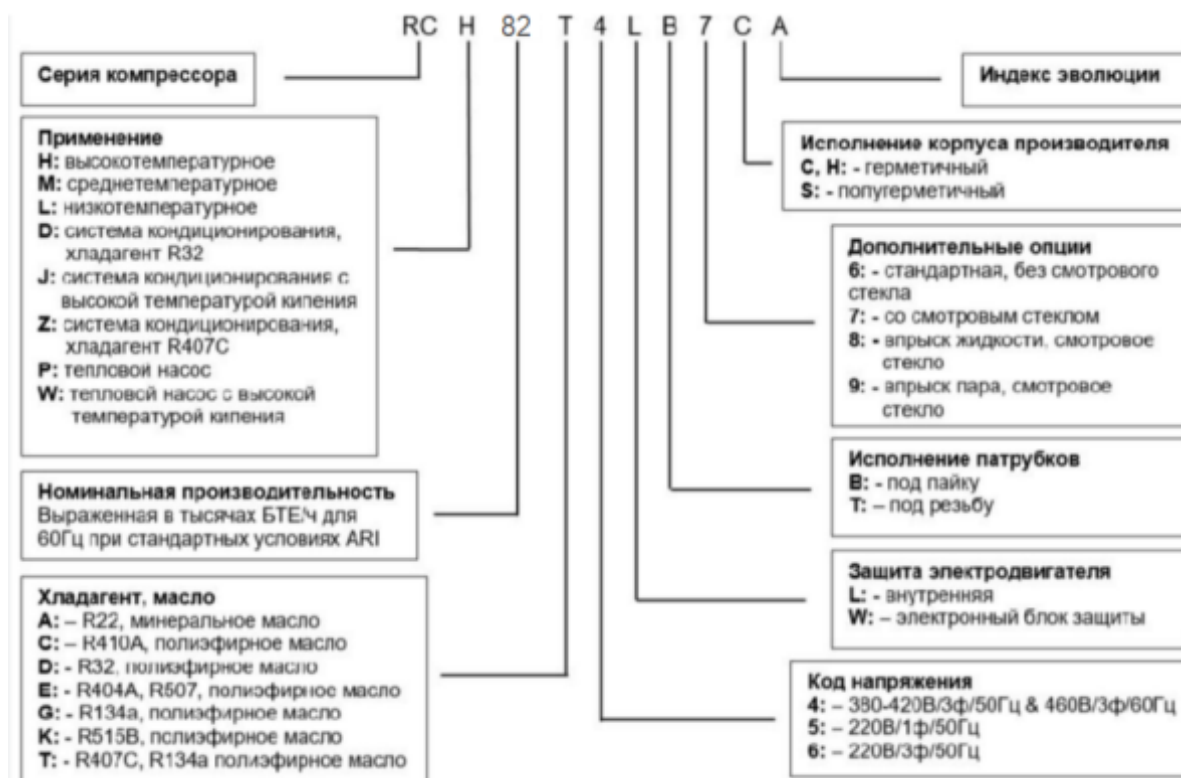 RC H 82 T 4 L B 7 C A
Серия компрессора
Применение
H: высокотемпературное
M: среднетемпературное
L: низкотемпературное
D: система кондиционирования,
хладагент R32
J: система кондиционирования с
высокой температурой кипения
Z: система кондиционирования,
хладагент R407C
P: тепловой насос
W: тепловой насос с высокой
температурой кипения
Номинальная производительность
Выраженная в тысячах БТЕ/ч для
60Гц при стандартных условиях ARI
Хладагент, масло
A: – R22, минеральное масло
C: – R410A, полиэфирное масло
D: - R32, полиэфирное масло
E: - R404A, R507, полиэфирное масло
G: - R134a, полиэфирное масло
K: - R515B, полиэфирное масло
T: - R407C, R134a полиэфирное масло
Индекс эволюции
Исполнение корпуса производителя
C, H: - герметичный
S: - полугерметичный
Дополнительные опции
6: - стандартная, без смотрового
стекла
7: - со смотровым стеклом
8: - впрыск жидкости, смотровое
стекло
9: - впрыск пара, смотровое
стекло
Исполнение патрубков
B: - под пайку
T: – под резьбу
Защита электродвигателя
L: - внутренняя
W: – электронный блок защиты
Код напряжения
4: – 380-420В/3ф/50Гц & 460В/3ф/60Гц
5: – 220В/1ф/50Гц
6: – 220В/3ф/50Гц